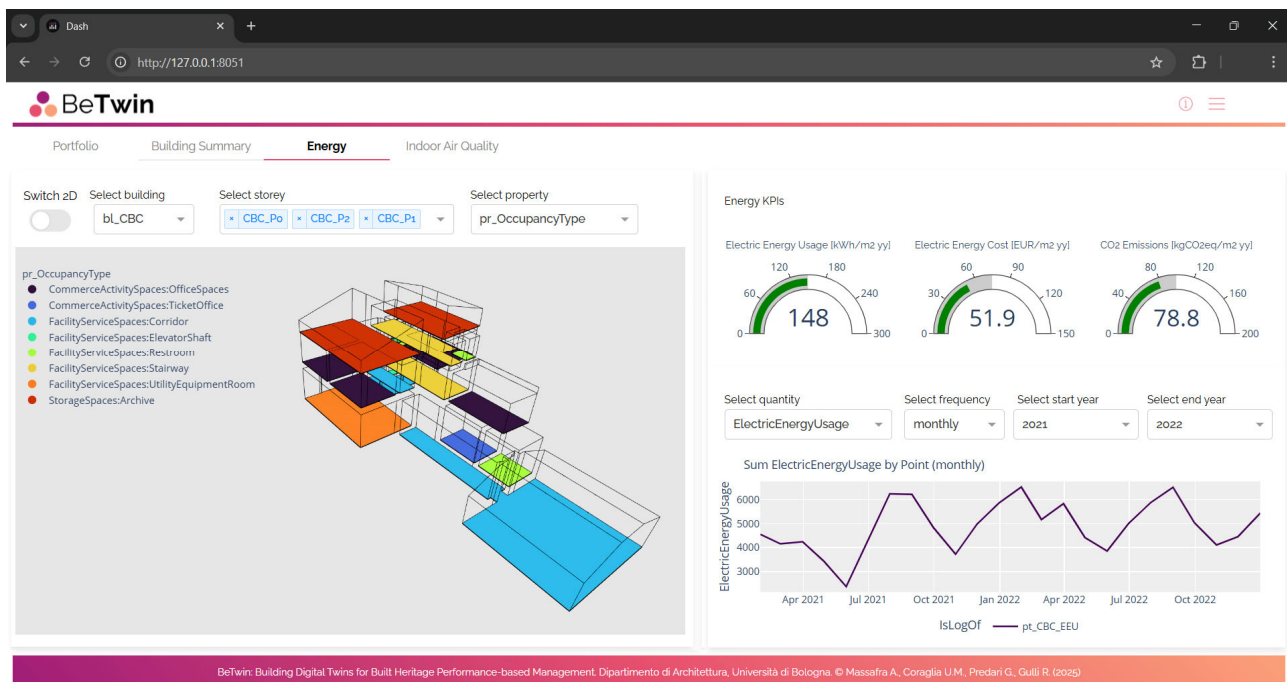 Dash
http://127.0.0.1:8051
BeTwin
Portfolio Building Summary Energy Indoor Air Quality
Switch 2D Select building Select storey Select property
bl_CBC × CBC_P0 × CBC_P2 × CBC_P1 pr_OccupancyType
pr_OccupancyType
CommerceActivitySpaces:OfficeSpaces
CommerceActivitySpaces:TicketOffice
FacilityServiceSpaces:Corridor
FacilityServiceSpaces:ElevatorShaft
FacilityServiceSpaces:Restroom
FacilityServiceSpaces:Stairway
FacilityServiceSpaces:UtilityEquipmentRoom
StorageSpaces:Archive
Energy KPIs
Electric Energy Usage [kWh/m2 yy] Electric Energy Cost [EUR/m2 yy] CO2 Emissions [kgCO2eq/m2 yy]
120 180 60 90 80 120
60 240 30 120 40 160
148 51.9 78.8
0 300 0 150 0 200
Select quantity Select frequency Select start year Select end year
ElectricEnergyUsage monthly 2021 2022
Sum ElectricEnergyUsage by Point (monthly)
ElectricEnergyUsage
6000
5000
4000
3000
Apr 2021 Jul 2021 Oct 2021 Jan 2022 Apr 2022 Jul 2022 Oct 2022
IsLogOf pt_CBC_EEU
BeTwin: Building Digital Twins for Built Heritage Performance-based Management. Dipartimento di Architettura, Università di Bologna. © Massafra A., Coraglia U.M., Predari G., Gulli R. (2025)